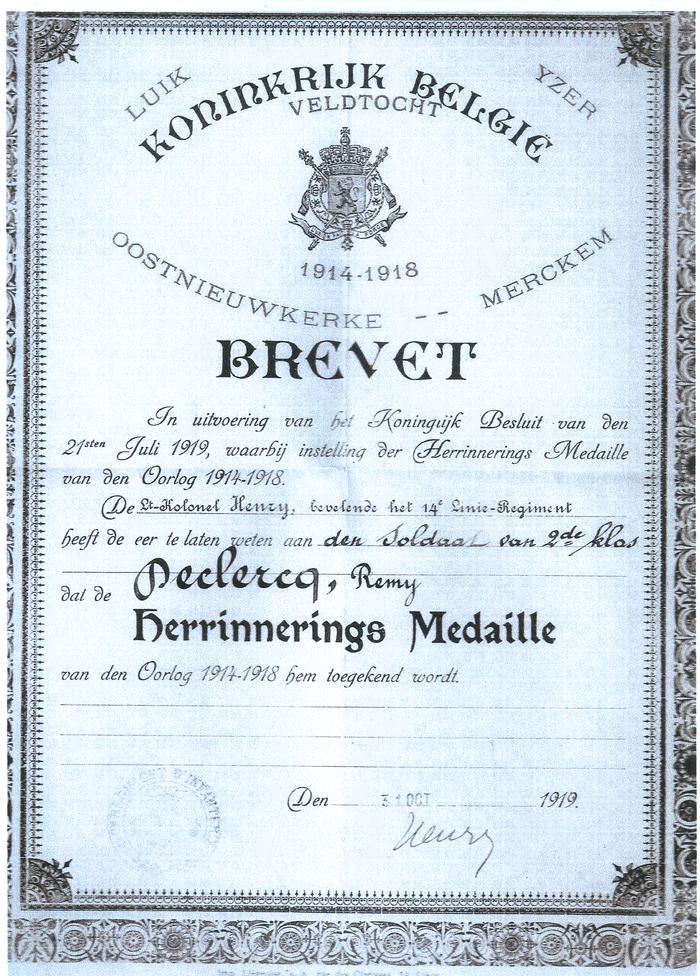 LUIK
YZER
KONINKRIJK BELGIË
VELDTOCHT
1914-1918
OOSTNIEUWKERKE -- MERCKEM
BREVET
In uitvoering van het Koninglijk Besluit van den
21sten Juli 1919, waarbij instelling der Herrinnerings Medaille
van den Oorlog 1914-1918.
De Lt-Kolonel Henry, bevelende het 14e Linie-Regiment
heeft de eer te laten weten aan den Soldaat van 2de klas
Declercq, Remy
dat de
Herrinnerings Medaille
van den Oorlog 1914-1918 hem toegekend wordt.
Den 31 OCT 1919.
Henry